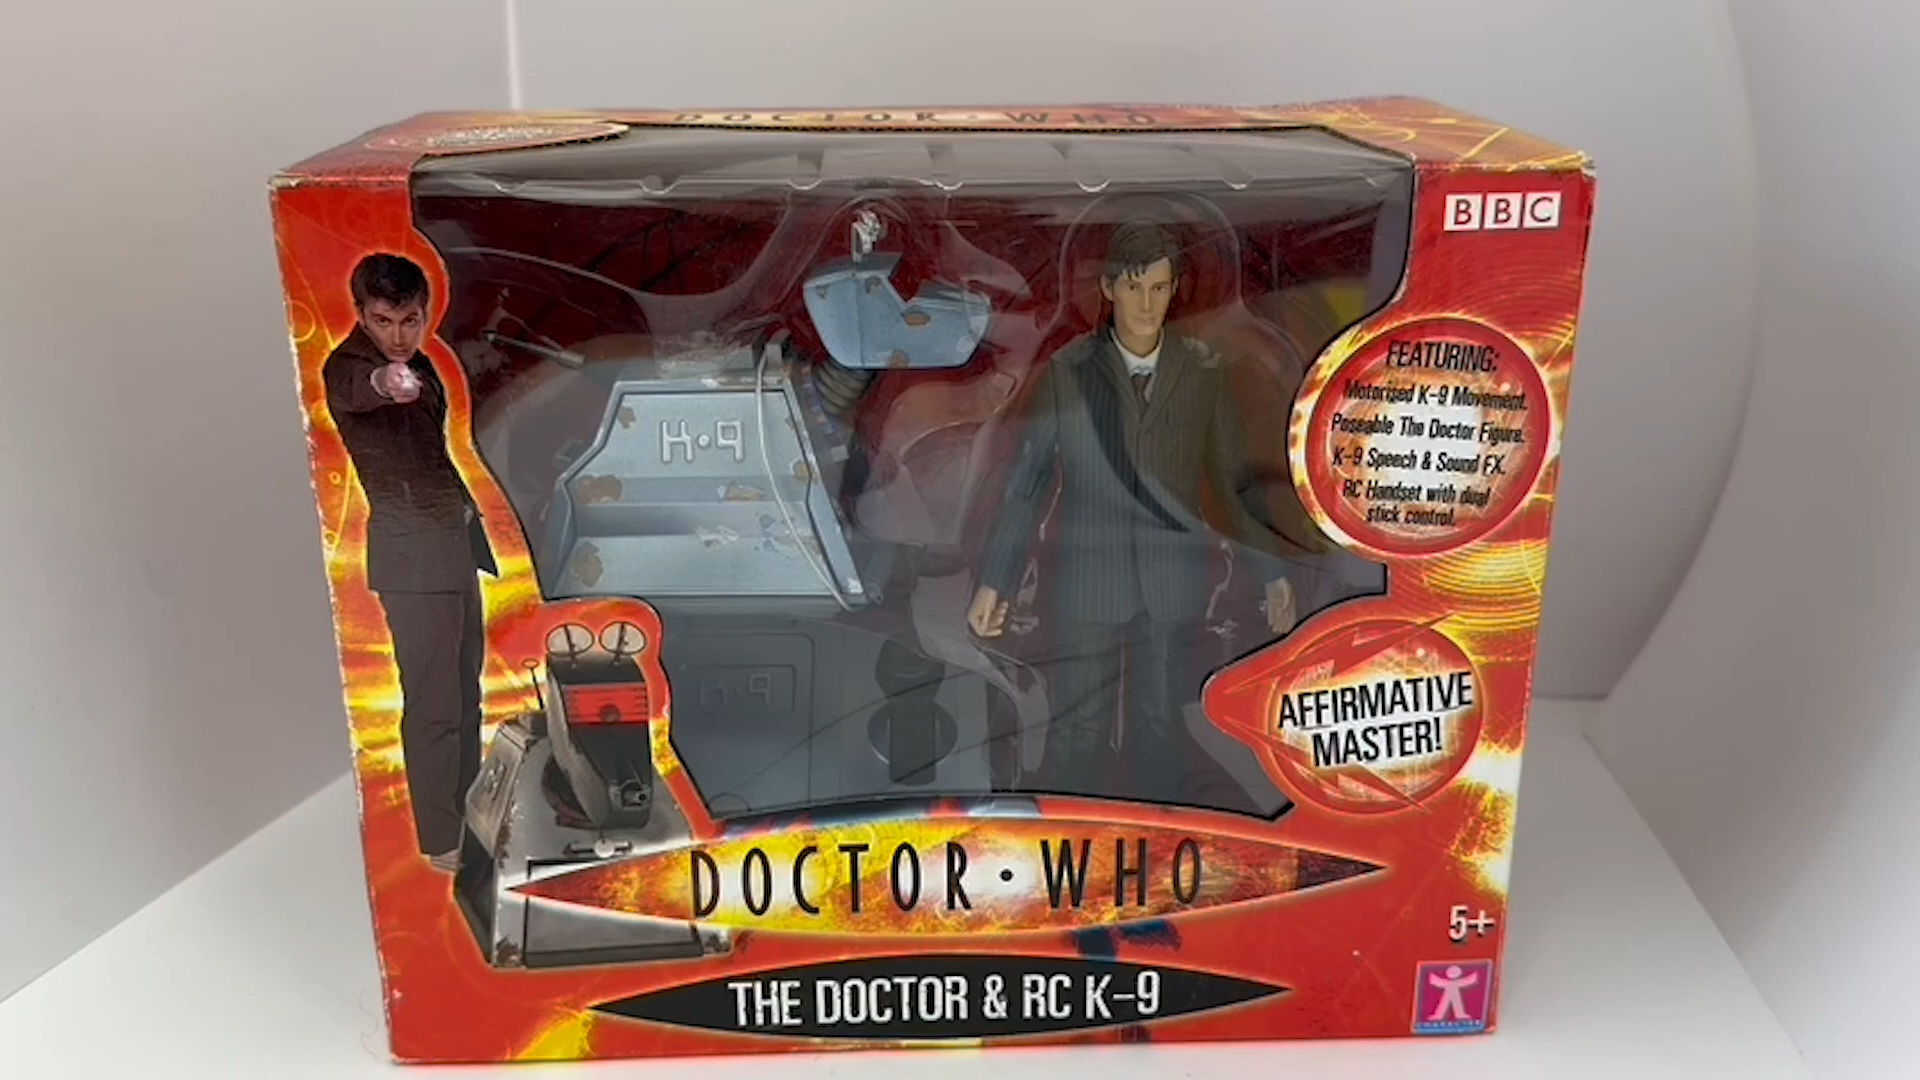 DOCTOR • WHO
BBC
FEATURING:
Motorised K-9 Movement.
Poseable The Doctor Figure.
K-9 Speech & Sound FX.
RC Handset with dual
stick control.
K•9
K•9
AFFIRMATIVE
MASTER!
DOCTOR • WHO
5+
THE DOCTOR & RC K-9
CHARACTER